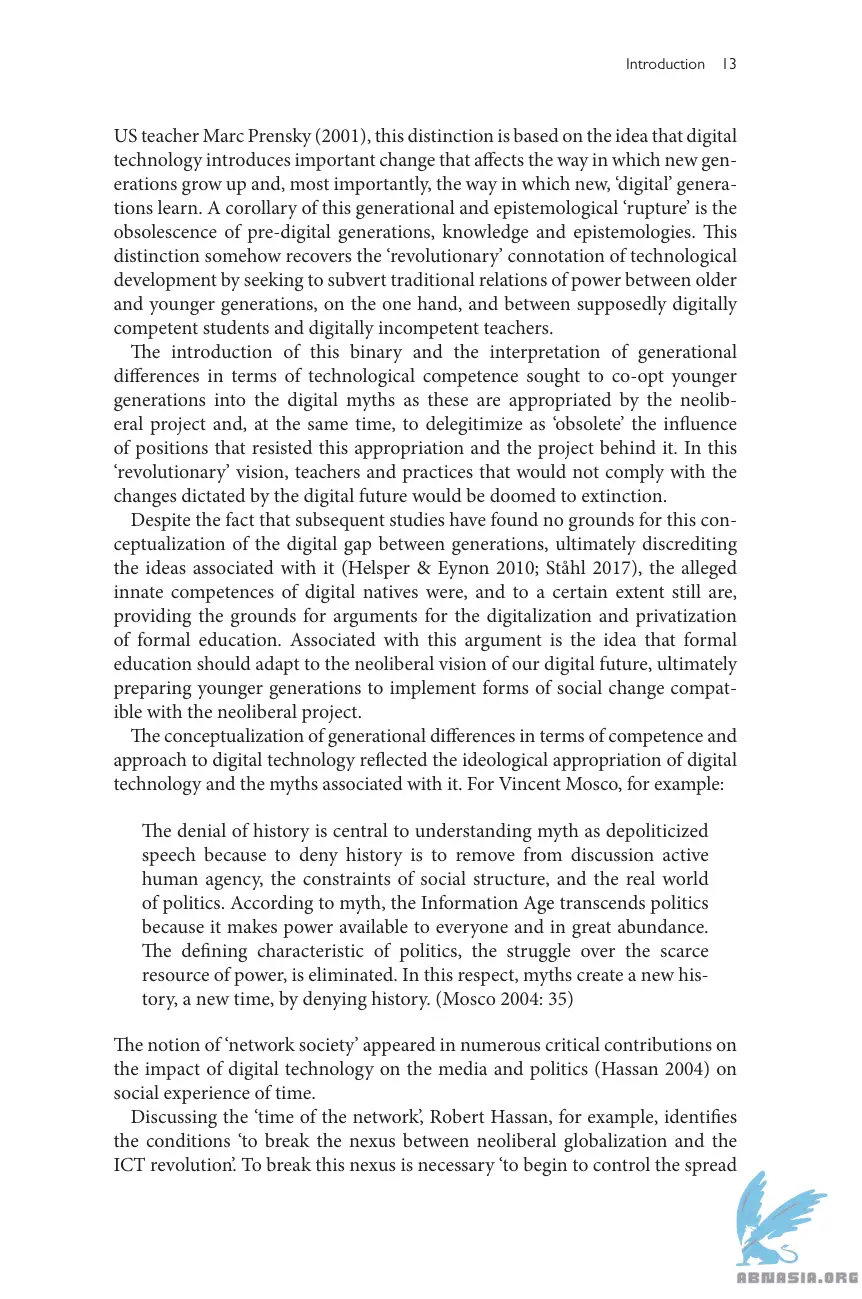 Introduction 13
US teacher Marc Prensky (2001), this distinction is based on the idea that digital
technology introduces important change that affects the way in which new gen-
erations grow up and, most importantly, the way in which new, ‘digital’ genera-
tions learn. A corollary of this generational and epistemological ‘rupture’ is the
obsolescence of pre-digital generations, knowledge and epistemologies. This
distinction somehow recovers the ‘revolutionary’ connotation of technological
development by seeking to subvert traditional relations of power between older
and younger generations, on the one hand, and between supposedly digitally
competent students and digitally incompetent teachers.
The introduction of this binary and the interpretation of generational
differences in terms of technological competence sought to co-opt younger
generations into the digital myths as these are appropriated by the neolib-
eral project and, at the same time, to delegitimize as ‘obsolete’ the influence
of positions that resisted this appropriation and the project behind it. In this
‘revolutionary’ vision, teachers and practices that would not comply with the
changes dictated by the digital future would be doomed to extinction.
Despite the fact that subsequent studies have found no grounds for this con-
ceptualization of the digital gap between generations, ultimately discrediting
the ideas associated with it (Helsper & Eynon 2010; Ståhl 2017), the alleged
innate competences of digital natives were, and to a certain extent still are,
providing the grounds for arguments for the digitalization and privatization
of formal education. Associated with this argument is the idea that formal
education should adapt to the neoliberal vision of our digital future, ultimately
preparing younger generations to implement forms of social change compat-
ible with the neoliberal project.
The conceptualization of generational differences in terms of competence and
approach to digital technology reflected the ideological appropriation of digital
technology and the myths associated with it. For Vincent Mosco, for example:
The denial of history is central to understanding myth as depoliticized
speech because to deny history is to remove from discussion active
human agency, the constraints of social structure, and the real world
of politics. According to myth, the Information Age transcends politics
because it makes power available to everyone and in great abundance.
The defining characteristic of politics, the struggle over the scarce
resource of power, is eliminated. In this respect, myths create a new his-
tory, a new time, by denying history. (Mosco 2004: 35)
The notion of ‘network society’ appeared in numerous critical contributions on
the impact of digital technology on the media and politics (Hassan 2004) on
social experience of time.
Discussing the ‘time of the network’, Robert Hassan, for example, identifies
the conditions ‘to break the nexus between neoliberal globalization and the
ICT revolution’. To break this nexus is necessary ‘to begin to control the spread
ABNASIA.ORG